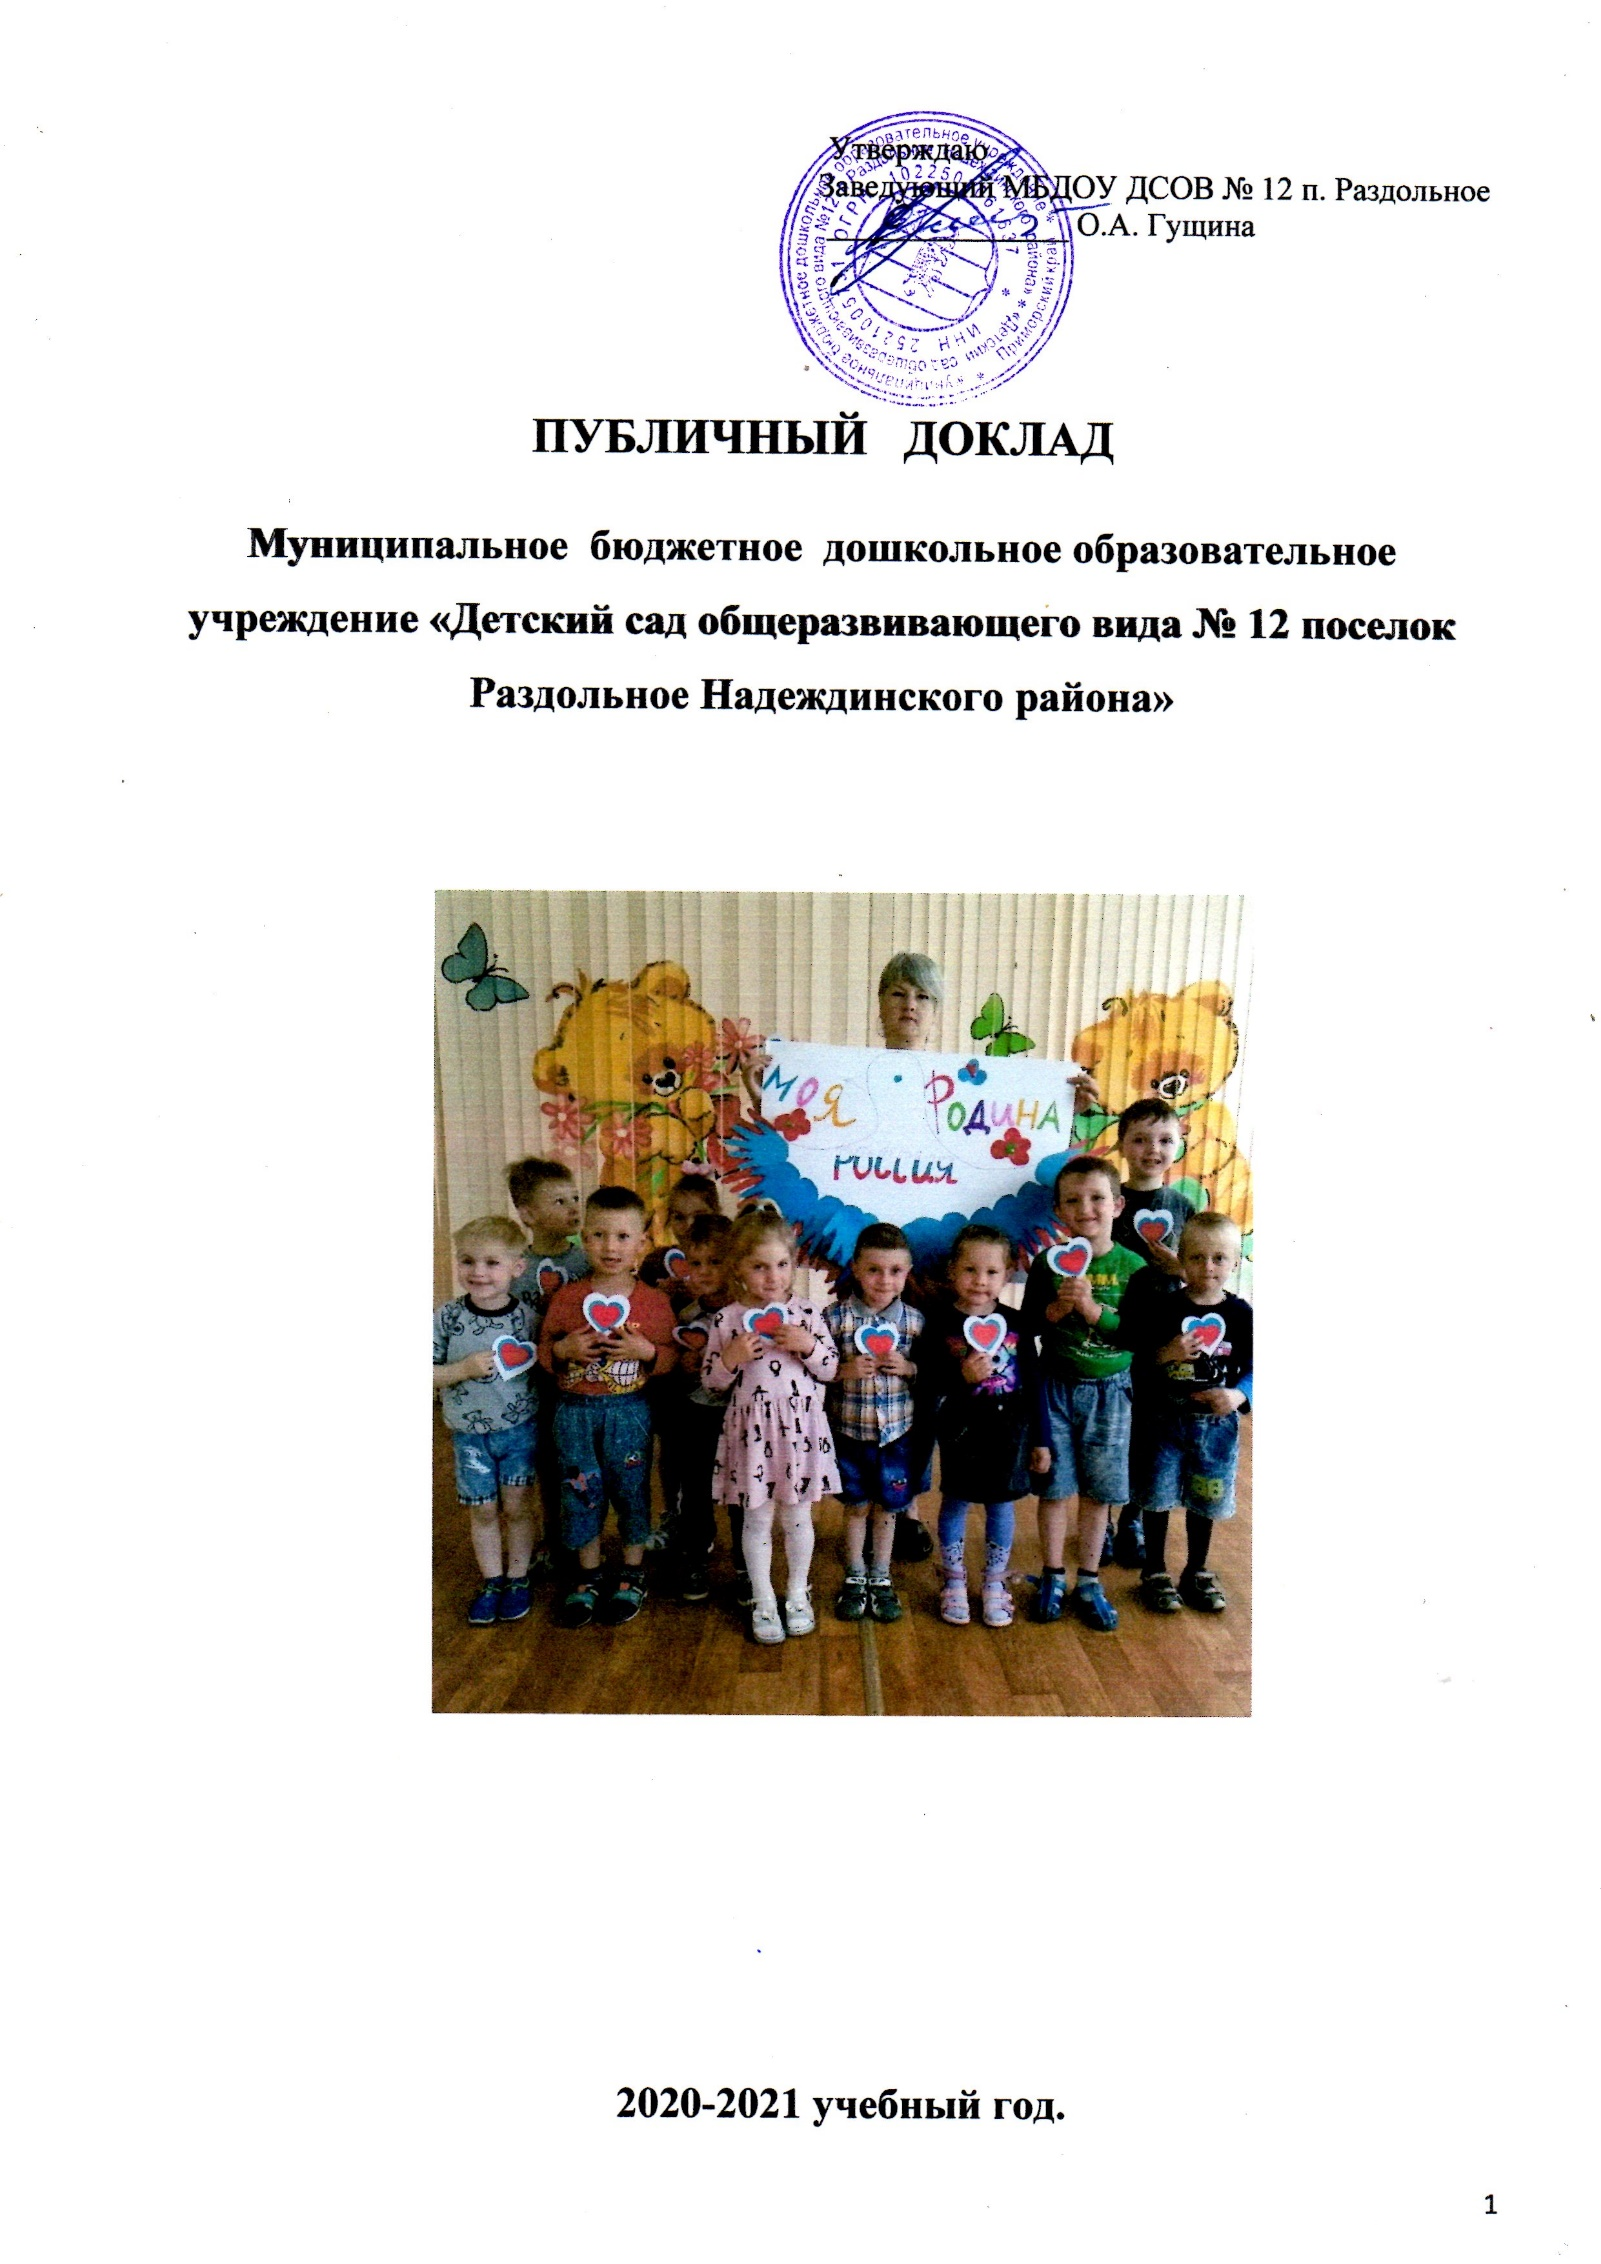 Утверждаю
Заведующий МБДОУ ДСОВ № 12 п. Раздольное
О.А. Гущина
ПУБЛИЧНЫЙ ДОКЛАД
Муниципальное бюджетное дошкольное образовательное
учреждение «Детский сад общеразвивающего вида № 12 поселок
Раздольное Надеждинского района»
МОЯ РОДИНА
РОССИЯ
2020-2021 учебный год.
1